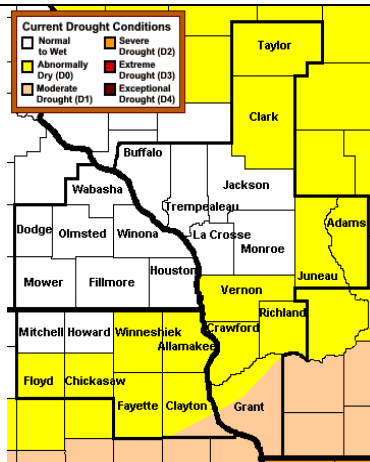 Current Drought Conditions
Normal to Wet
Severe Drought (D2)
Abnormally Dry (D0)
Extreme Drought (D3)
Moderate Drought (D1)
Exceptional Drought (D4)
Taylor
Clark
Buffalo
Jackson
Wabasha
Trempealeau
Adams
Dodge
Olmsted
Winona
La Crosse
Monroe
Houston
Juneau
Mower
Fillmore
Vernon
Richland
Mitchell
Howard
Winneshiek
Crawford
Allamakee
Floyd
Chickasaw
Fayette
Clayton
Grant